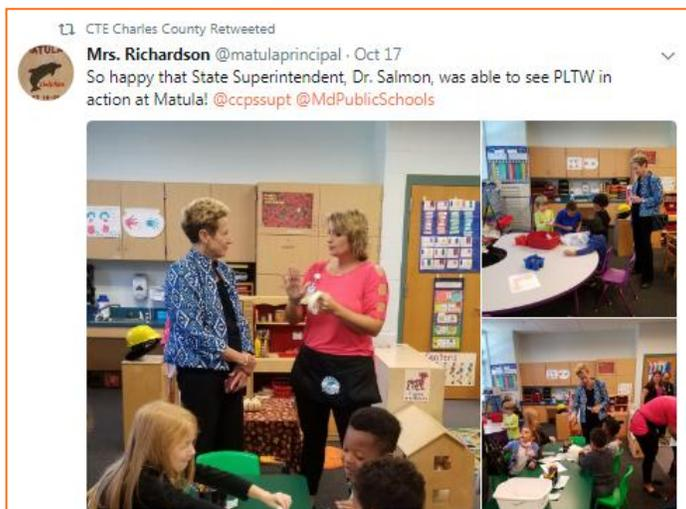 CTE Charles County Retweeted
Mrs. Richardson @matulaprincipal · Oct 17
So happy that State Superintendent, Dr. Salmon, was able to see PLTW in
action at Matula! @ccpssupt @MdPublicSchools
Centers